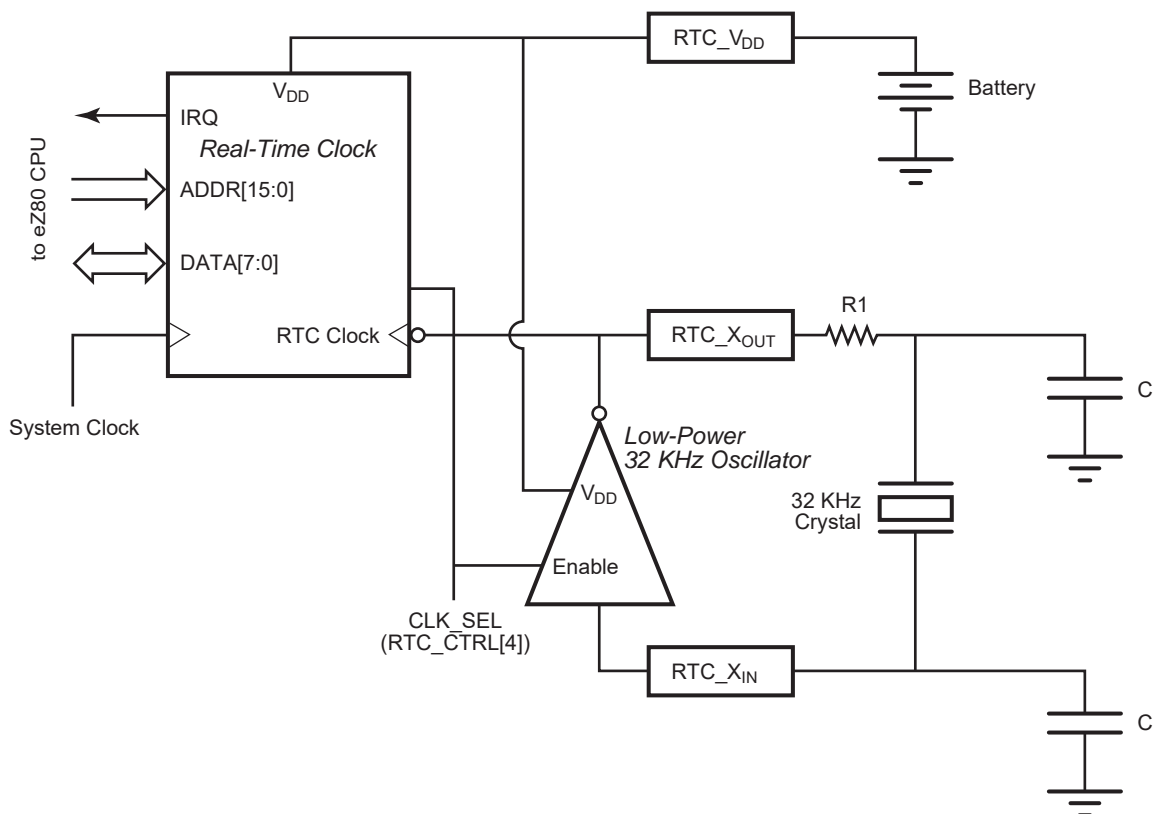 RTC_VDD
Battery
VDD
IRQ
Real-Time Clock
ADDR[15:0]
to eZ80 CPU
DATA[7:0]
RTC Clock
RTC_XOUT
R1
C
System Clock
Low-Power
32 KHz Oscillator
VDD
32 KHz
Crystal
Enable
CLK_SEL
(RTC_CTRL[4])
RTC_XIN
C